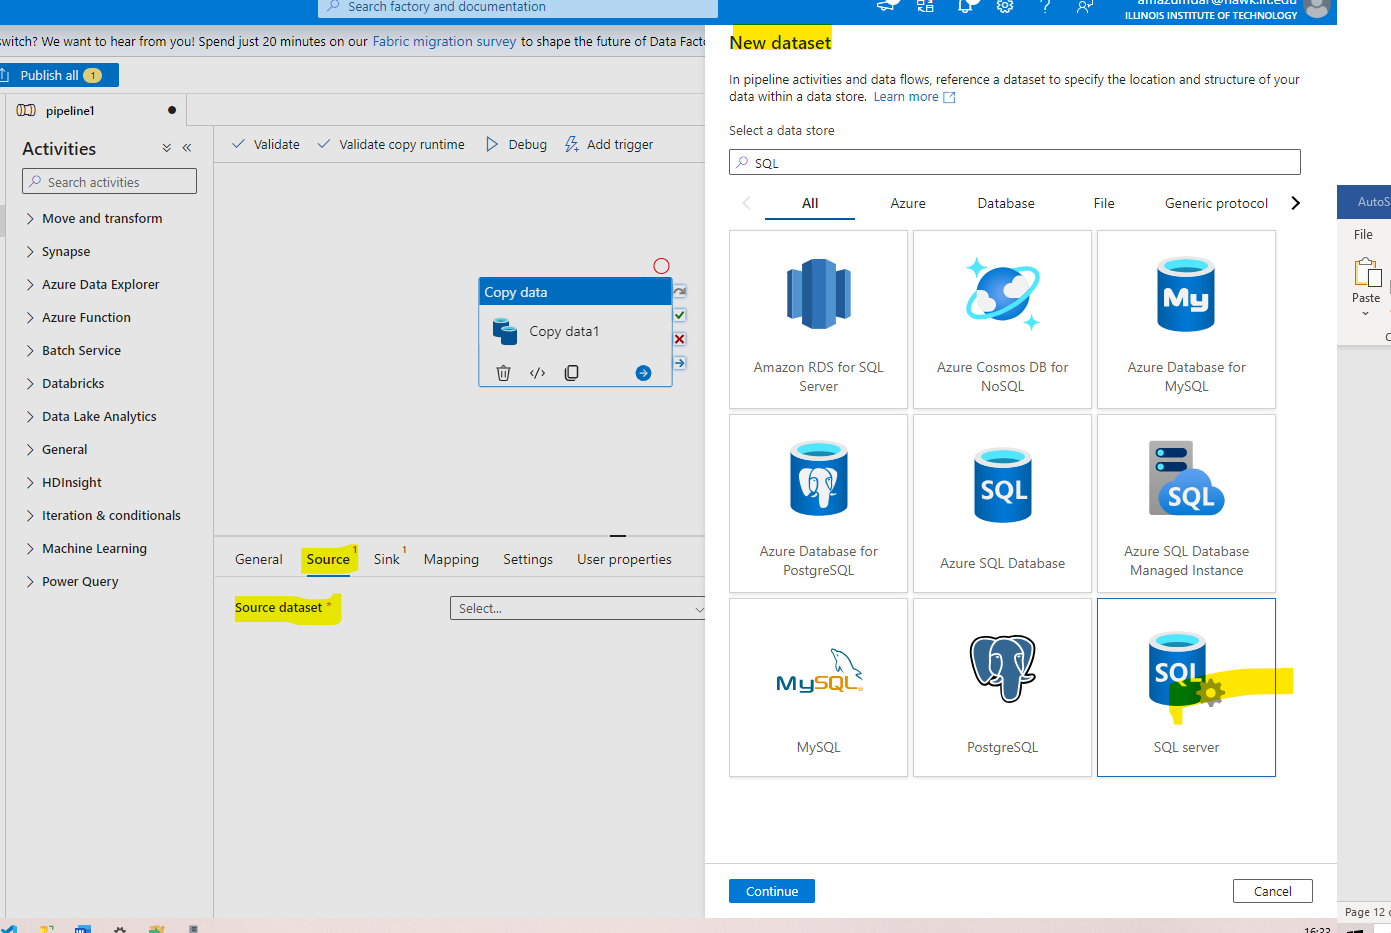 Search factory and documentation
ILLINOIS INSTITUTE OF TECHNOLOGY
switch? We want to hear from you! Spend just 20 minutes on our Fabric migration survey to shape the future of Data Facto
Publish all 1
pipeline1
Activities
Search activities
Move and transform
Synapse
Azure Data Explorer
Azure Function
Batch Service
Databricks
Data Lake Analytics
General
HDInsight
Iteration & conditionals
Machine Learning
Power Query
Validate
Validate copy runtime
Debug
Add trigger
Copy data
Copy data1
General
Source 1
Sink 1
Mapping
Settings
User properties
Source dataset *
Select...
New dataset
In pipeline activities and data flows, reference a dataset to specify the location and structure of your
data within a data store. Learn more
Select a data store
SQL
All
Azure
Database
File
Generic protocol
My
Amazon RDS for SQL
Server
Azure Cosmos DB for
NoSQL
Azure Database for
MySQL
SQL
SQL
Azure Database for
PostgreSQL
Azure SQL Database
Azure SQL Database
Managed Instance
MySQL
SQL
MySQL
PostgreSQL
SQL server
Continue
Cancel
AutoS
File
Paste
Page 12